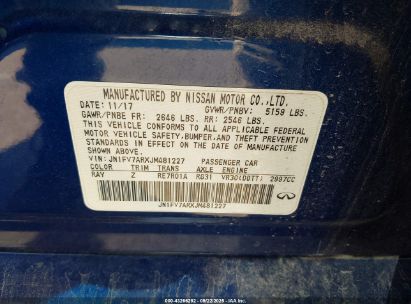 MANUFACTURED BY NISSAN MOTOR CO.,LTD.
DATE: 11/17 GVWR/PNBV: 5159 LBS.
GAWR/PNBE FR: 2646 LBS. RR: 2546 LBS.
THIS VEHICLE CONFORMS TO ALL APPLICABLE FEDERAL
MOTOR VEHICLE SAFETY,BUMPER,AND THEFT PREVENTION
STANDARDS IN EFFECT ON THE DATE OF MANUFACTURE
SHOWN ABOVE.
VIN: JN1FV7ARXJM481227 PASSENGER CAR
COLOR TRIM TRANS AXLE ENGINE
RAY Z RE7R01A R031 VR30(DDTT) 2997CC
JN1FV7ARXJM481227
INFINITI